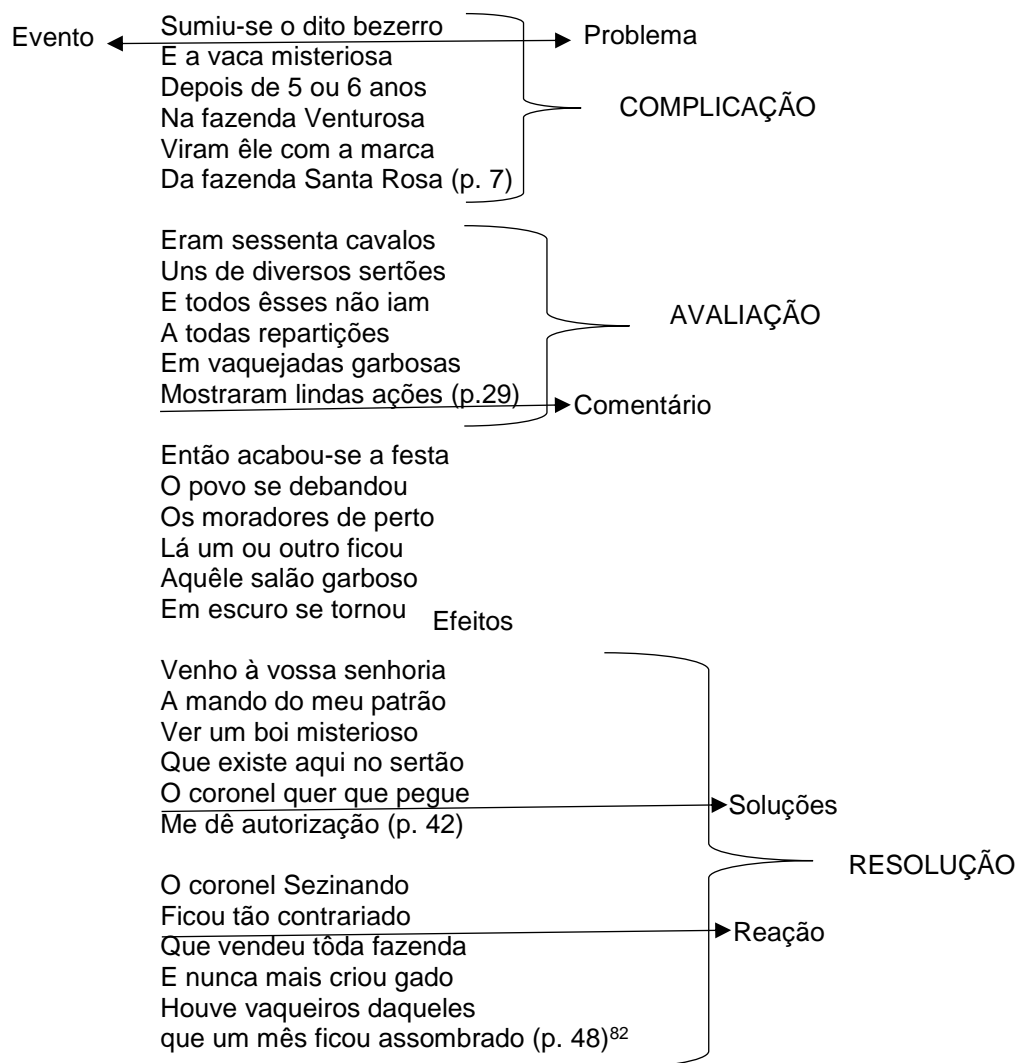 Sumiu-se o dito bezerro
Evento
Problema
E a vaca misteriosa
Depois de 5 ou 6 anos
COMPLICAÇÃO
Na fazenda Venturosa
Viram êle com a marca
Da fazenda Santa Rosa (p. 7)
Eram sessenta cavalos
Uns de diversos sertões
E todos êsses não iam
AVALIAÇÃO
A todas repartições
Em vaquejadas garbosas
Mostraram lindas ações (p.29)
Comentário
Então acabou-se a festa
O povo se debandou
Os moradores de perto
Lá um ou outro ficou
Aquêle salão garboso
Em escuro se tornou
Efeitos
Venho à vossa senhoria
A mando do meu patrão
Ver um boi misterioso
Que existe aqui no sertão
O coronel quer que pegue
Soluções
Me dê autorização (p. 42)
RESOLUÇÃO
O coronel Sezinando
Ficou tão contrariado
Reação
Que vendeu tôda fazenda
E nunca mais criou gado
Houve vaqueiros daqueles
que um mês ficou assombrado (p. 48)82